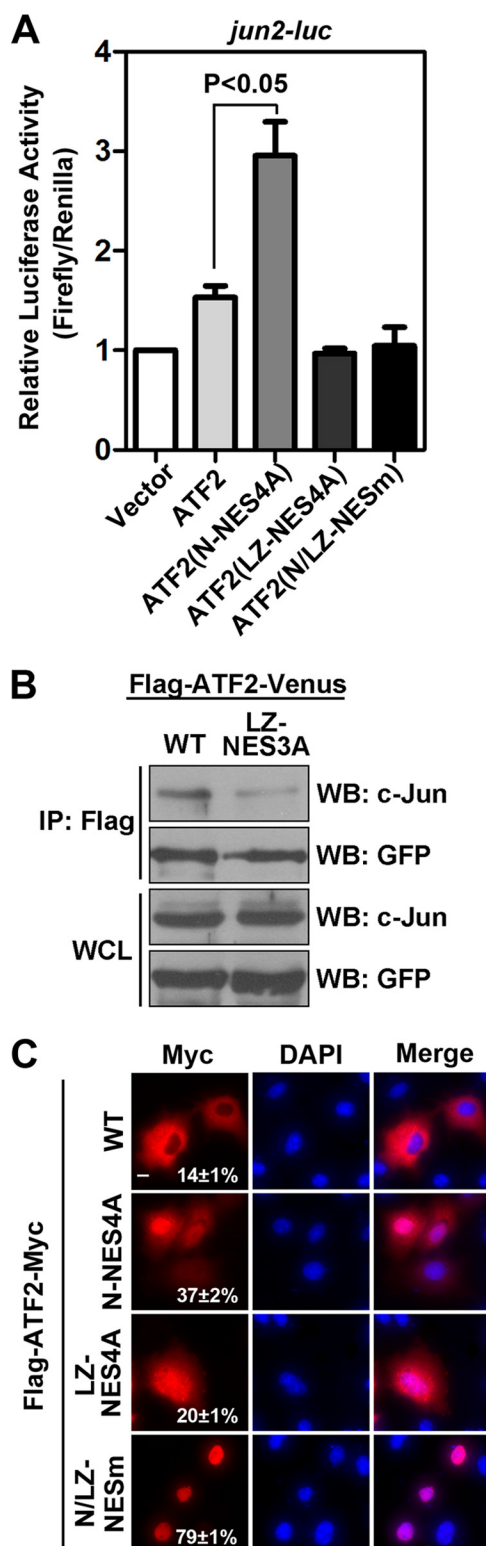 A
jun2-luc
Relative Luciferase Activity
(Firefly/Renilla)
4
3
2
1
0
P<0.05
Vector
ATF2
ATF2(N-NES4A)
ATF2(LZ-NES4A)
ATF2(N/LZ-NESm)
B
Flag-ATF2-Venus
WT
LZ-
NES3A
IP: Flag
WB: c-Jun
WB: GFP
WCL
WB: c-Jun
WB: GFP
C
Myc
DAPI
Merge
Flag-ATF2-Myc
WT
14±1%
N-NES4A
37±2%
LZ-
NES4A
20±1%
N/LZ-
NESm
79±1%